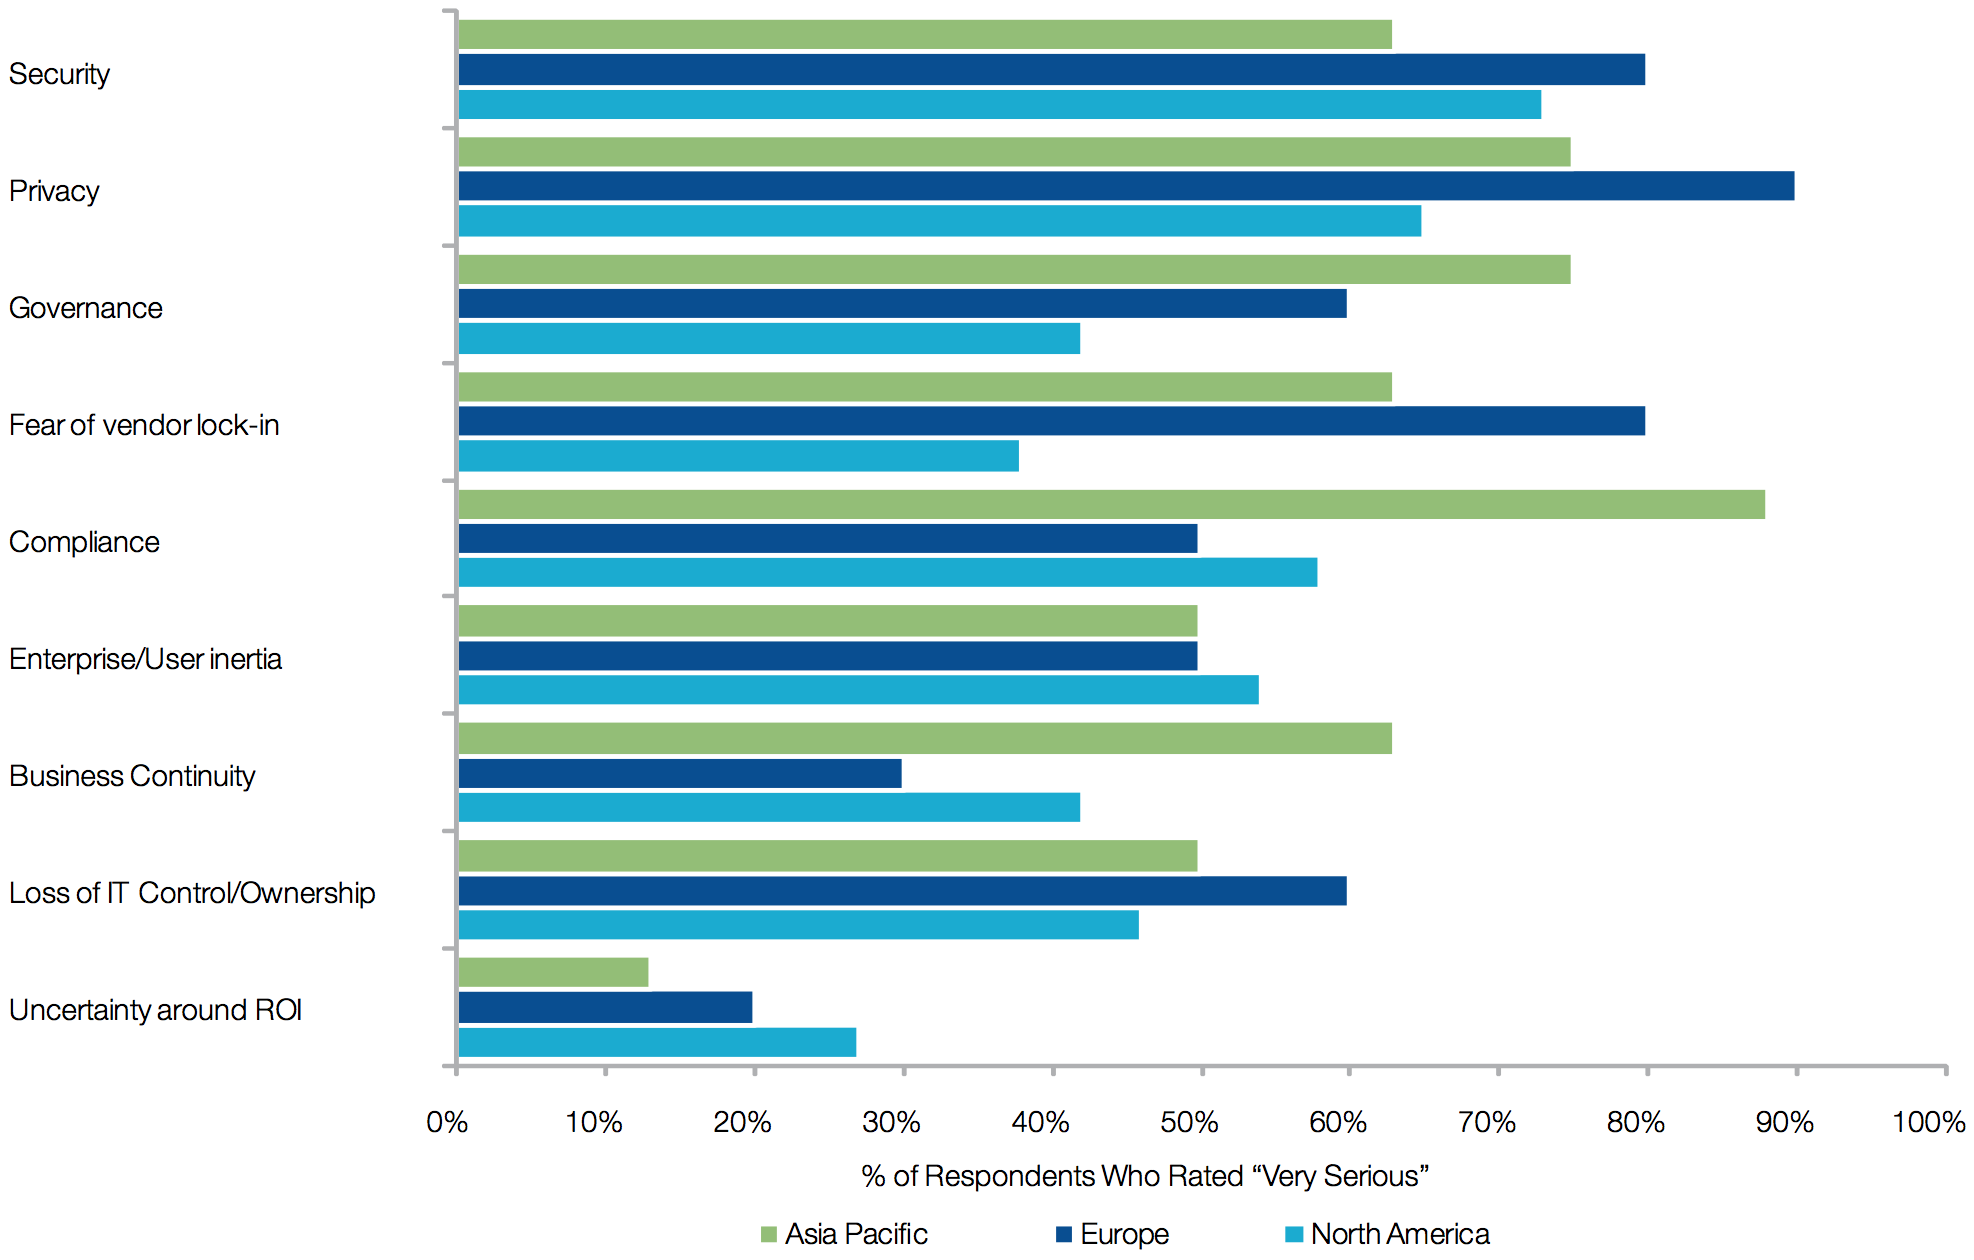 Security
Privacy
Governance
Fear of vendor lock-in
Compliance
Enterprise/User inertia
Business Continuity
Loss of IT Control/Ownership
Uncertainty around ROI
0% 10% 20% 30% 40% 50% 60% 70% 80% 90% 100%
% of Respondents Who Rated “Very Serious”
Asia Pacific Europe North America